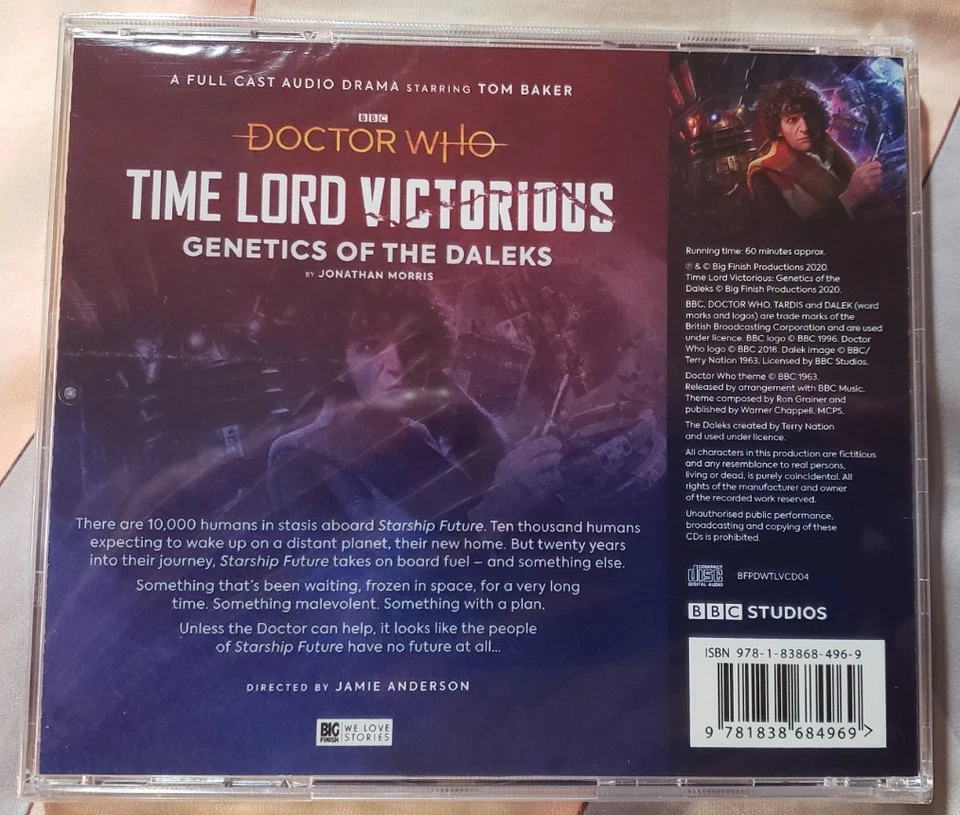 A FULL CAST AUDIO DRAMA STARRING TOM BAKER
BBC
DOCTOR WHO
TIME LORD VICTORIOUS
GENETICS OF THE DALEKS
BY JONATHAN MORRIS
There are 10,000 humans in stasis aboard Starship Future. Ten thousand humans
expecting to wake up on a distant planet, their new home. But twenty years
into their journey, Starship Future takes on board fuel – and something else.
Something that's been waiting, frozen in space, for a very long
time. Something malevolent. Something with a plan.
Unless the Doctor can help, it looks like the people
of Starship Future have no future at all...
DIRECTED BY JAMIE ANDERSON
BIG FINISH WE LOVE STORIES
Running time: 60 minutes approx.
℗ & © Big Finish Productions 2020.
Time Lord Victorious: Genetics of the
Daleks © Big Finish Productions 2020.
BBC, DOCTOR WHO, TARDIS and DALEK (word
marks and logos) are trade marks of the
British Broadcasting Corporation and are used
under licence. BBC logo © BBC 1996. Doctor
Who logo © BBC 2018. Dalek image © BBC/
Terry Nation 1963. Licensed by BBC Studios.
Doctor Who theme © BBC 1963.
Released by arrangement with BBC Music.
Theme composed by Ron Grainer and
published by Warner Chappell. MCPS.
The Daleks created by Terry Nation
and used under licence.
All characters in this production are fictitious
and any resemblance to real persons,
living or dead, is purely coincidental. All
rights of the manufacturer and owner
of the recorded work reserved.
Unauthorised public performance,
broadcasting and copying of these
CDs is prohibited.
COMPACT
disc
DIGITAL AUDIO
BFPDWTLVCD04
BBC STUDIOS
ISBN 978-1-83868-496-9
9 781838 684969 >